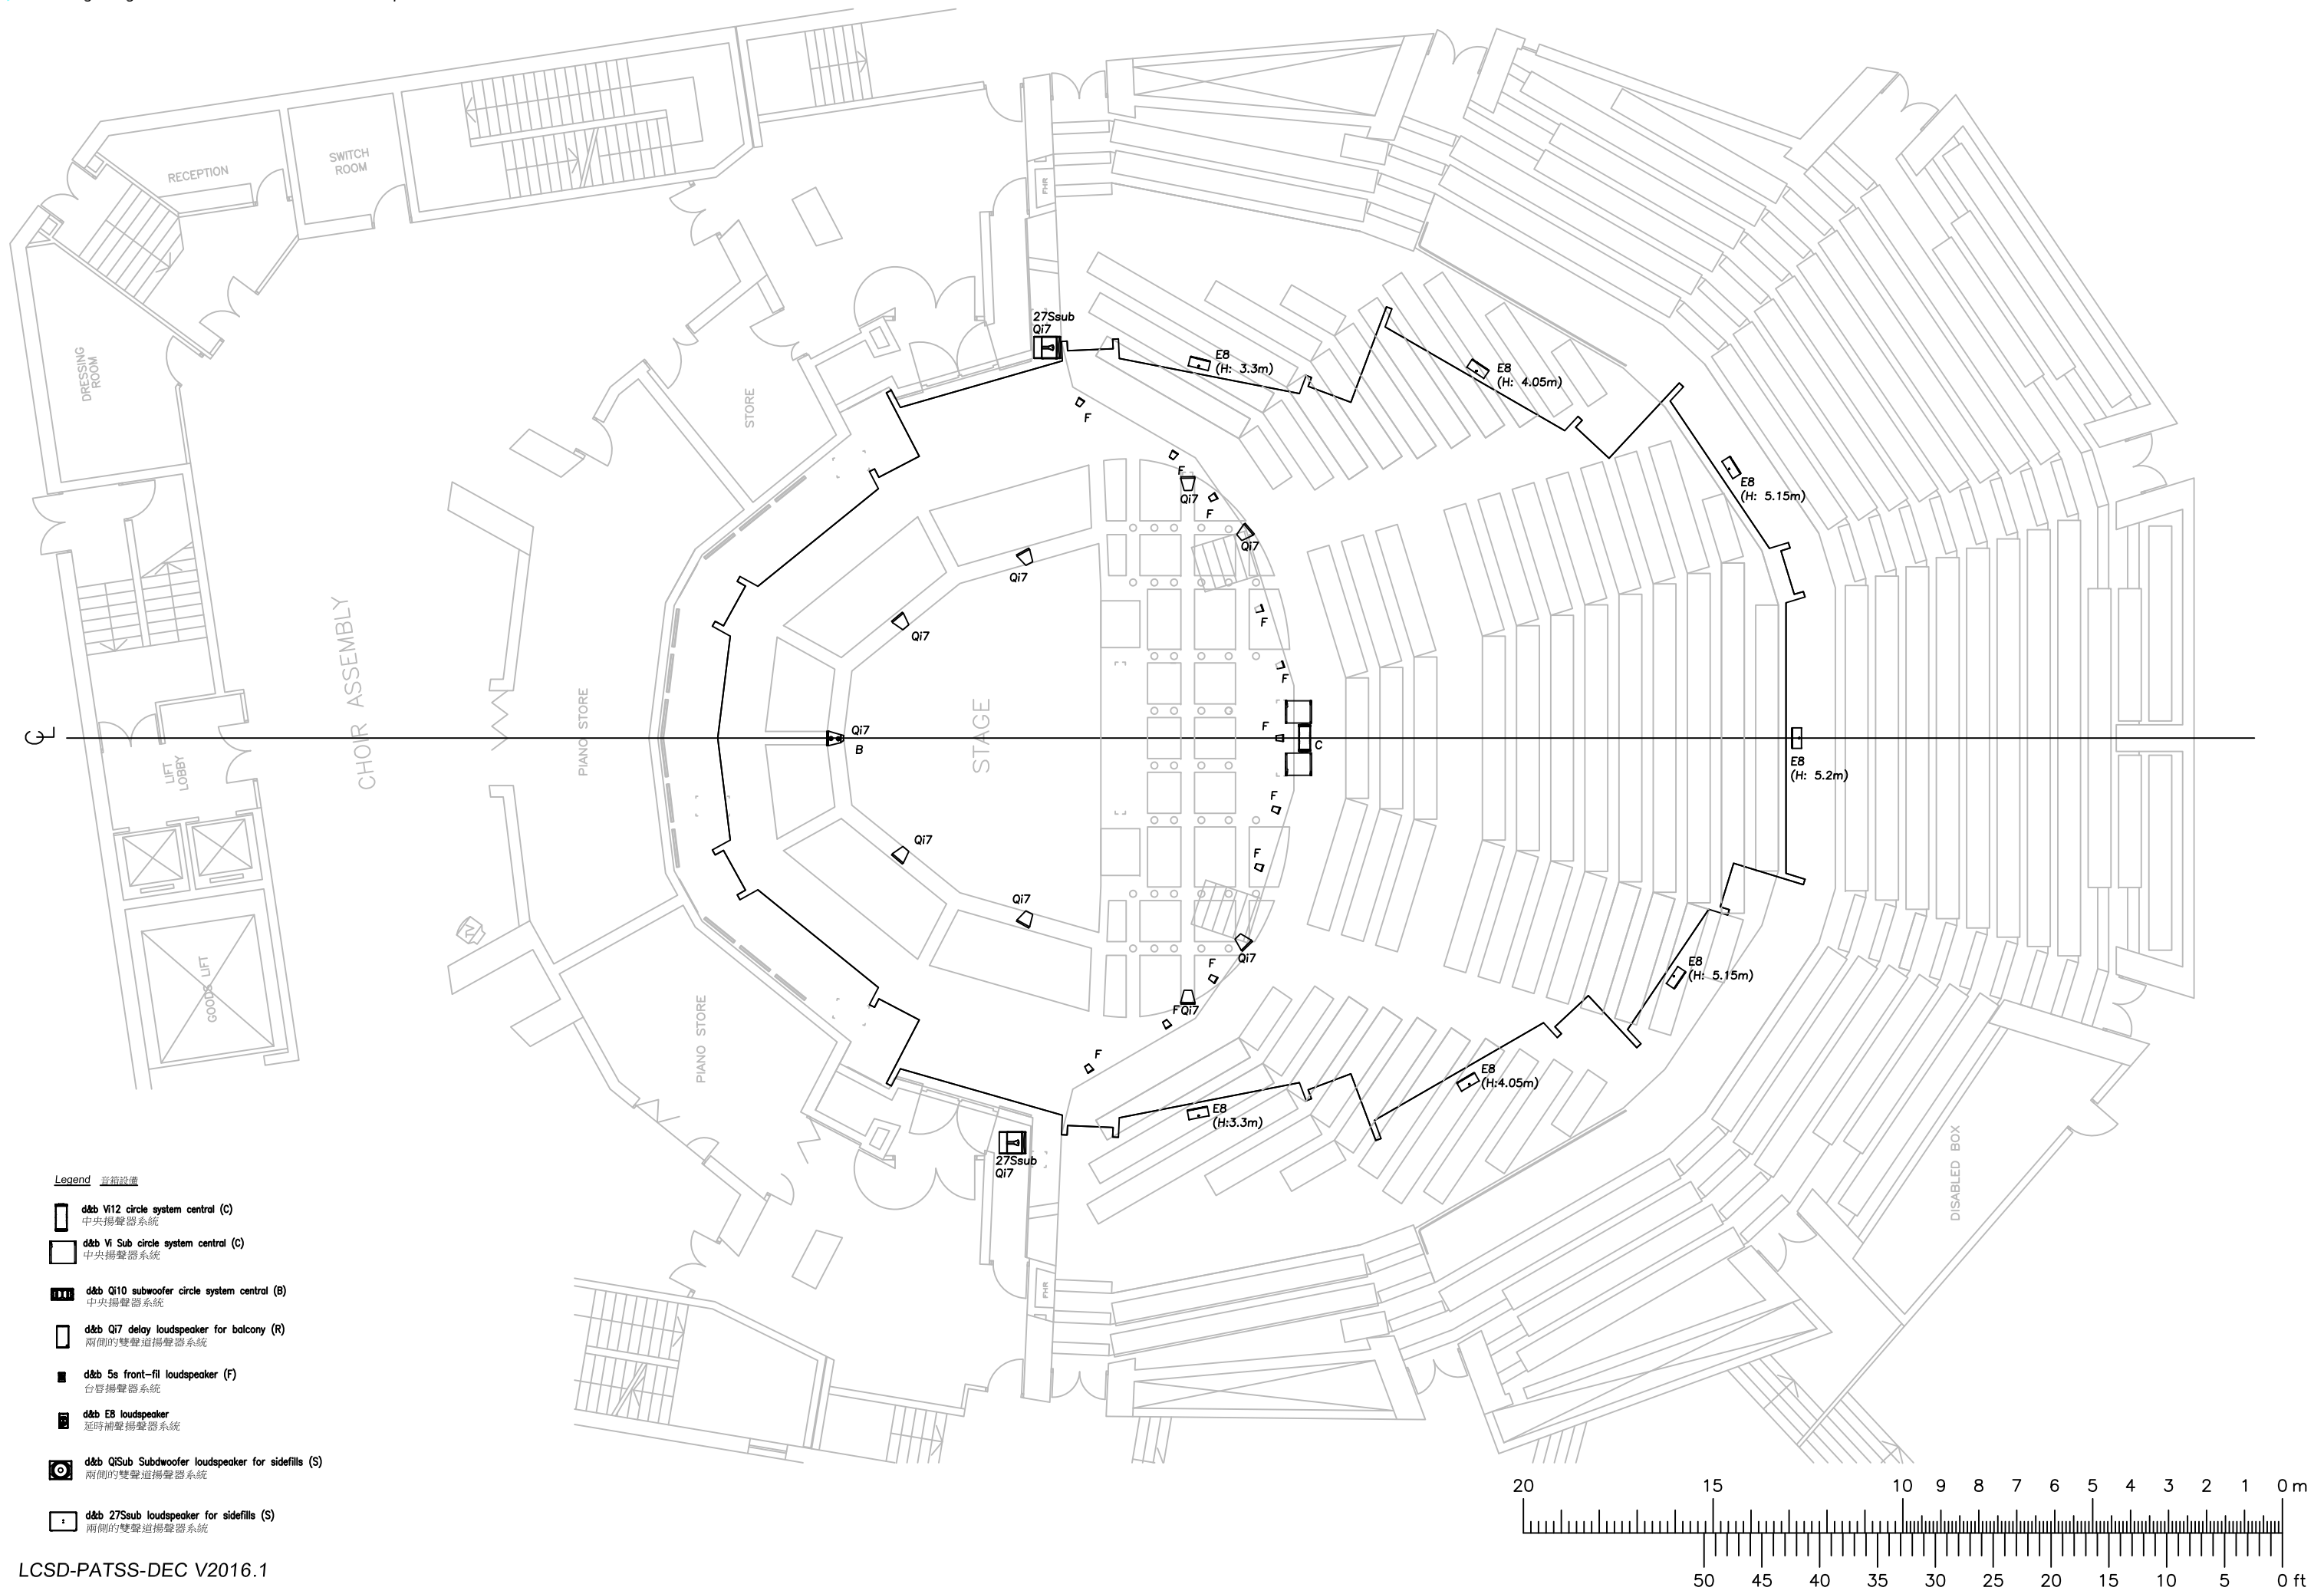 RECEPTION
SWITCH
ROOM
FHR
DRESSING
ROOM
STORE
27Ssub
Qi7
E8
(H: 3.3m)
E8
(H: 4.05m)
F
F
Qi7
F
Qi7
E8
(H: 5.15m)
Qi7
Qi7
F
F
CHOIR ASSEMBLY
PIANO STORE
STAGE
Qi7
B
F
C
E8
(H: 5.2m)
LIFT
LOBBY
F
Qi7
F
Qi7
TV
GOODS LIFT
Qi7
F
E8
(H: 5.15m)
FQi7
PIANO STORE
F
E8
(H:4.05m)
E8
(H:3.3m)
27Ssub
Qi7
FHR
DISABLED BOX
Legend 音箱設備
d&b Vi12 circle system central (C)
中央揚聲器系統
d&b Vi Sub circle system central (C)
中央揚聲器系統
d&b Qi10 subwoofer circle system central (B)
中央揚聲器系統
d&b Qi7 delay loudspeaker for balcony (R)
兩側的雙聲道揚聲器系統
d&b 5s front-fil loudspeaker (F)
台唇揚聲器系統
d&b E8 loudspeaker
延時補聲揚聲器系統
d&b QiSub Subdwoofer loudspeaker for sidefills (S)
兩側的雙聲道揚聲器系統
d&b 27Ssub loudspeaker for sidefills (S)
兩側的雙聲道揚聲器系統
20 15 10 9 8 7 6 5 4 3 2 1 0 m
50 45 40 35 30 25 20 15 10 5 0 ft
LCSD-PATSS-DEC V2016.1